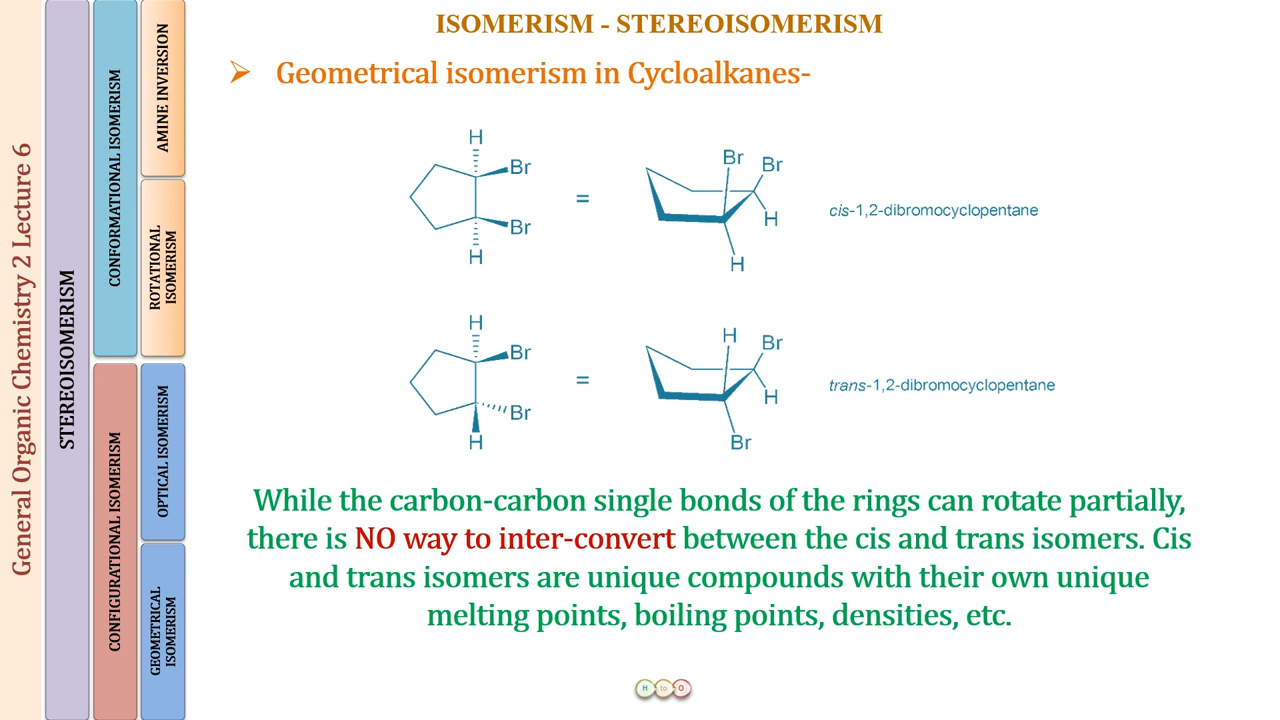 General Organic Chemistry 2 Lecture 6
STEREOISOMERISM
CONFORMATIONAL ISOMERISM
CONFIGURATIONAL ISOMERISM
AMINE INVERSION
ROTATIONAL
ISOMERISM
OPTICAL ISOMERISM
GEOMETRICAL
ISOMERISM
ISOMERISM - STEREOISOMERISM
➢ Geometrical isomerism in Cycloalkanes-
H
Br
Br
H
=
Br
Br
H
H
cis-1,2-dibromocyclopentane
H
Br
Br
H
=
H
Br
H
Br
trans-1,2-dibromocyclopentane
While the carbon-carbon single bonds of the rings can rotate partially,
there is NO way to inter-convert between the cis and trans isomers. Cis
and trans isomers are unique compounds with their own unique
melting points, boiling points, densities, etc.
H to O